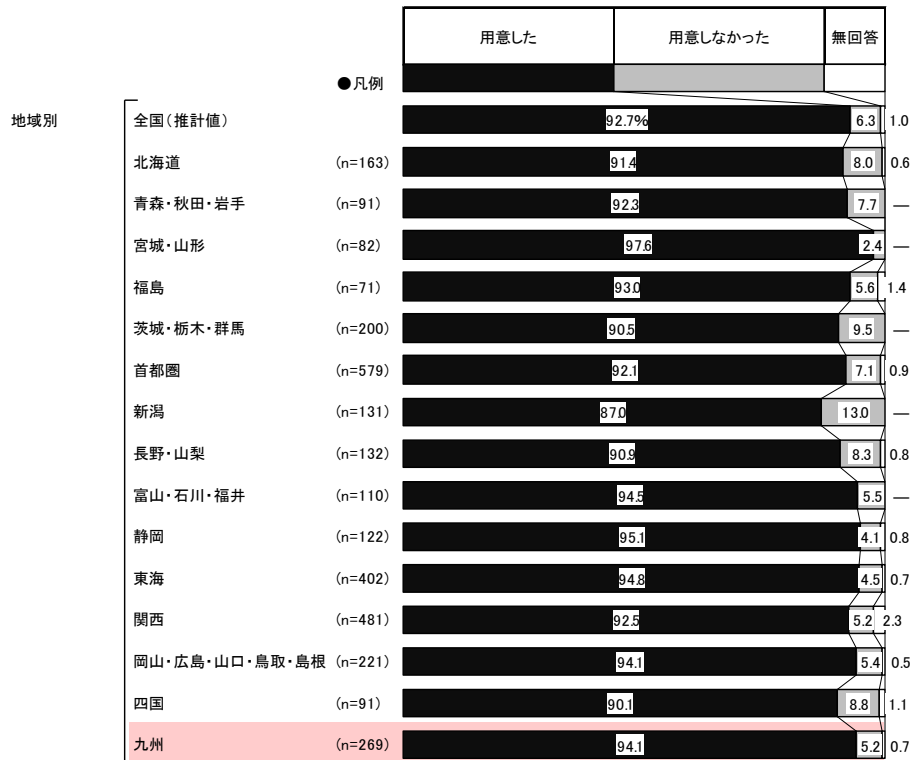 用意した 用意しなかった 無回答
●凡例
地域別 全国(推計値) 92.7% 6.3 1.0
北海道 (n=163) 91.4 8.0 0.6
青森・秋田・岩手 (n=91) 92.3 7.7 —
宮城・山形 (n=82) 97.6 2.4 —
福島 (n=71) 93.0 5.6 1.4
茨城・栃木・群馬 (n=200) 90.5 9.5 —
首都圏 (n=579) 92.1 7.1 0.9
新潟 (n=131) 87.0 13.0 —
長野・山梨 (n=132) 90.9 8.3 0.8
富山・石川・福井 (n=110) 94.5 5.5 —
静岡 (n=122) 95.1 4.1 0.8
東海 (n=402) 94.8 4.5 0.7
関西 (n=481) 92.5 5.2 2.3
岡山・広島・山口・鳥取・島根 (n=221) 94.1 5.4 0.5
四国 (n=91) 90.1 8.8 1.1
九州 (n=269) 94.1 5.2 0.7